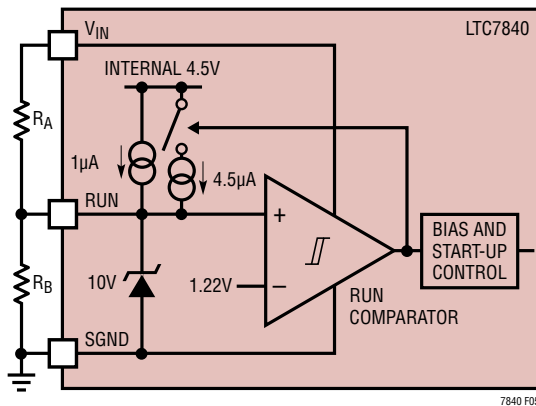 LTC7840
VIN
INTERNAL 4.5V
RA
1µA
4.5µA
RUN
+
BIAS AND
START-UP
CONTROL
RB
10V
1.22V
−
RUN
COMPARATOR
SGND
7840 F05